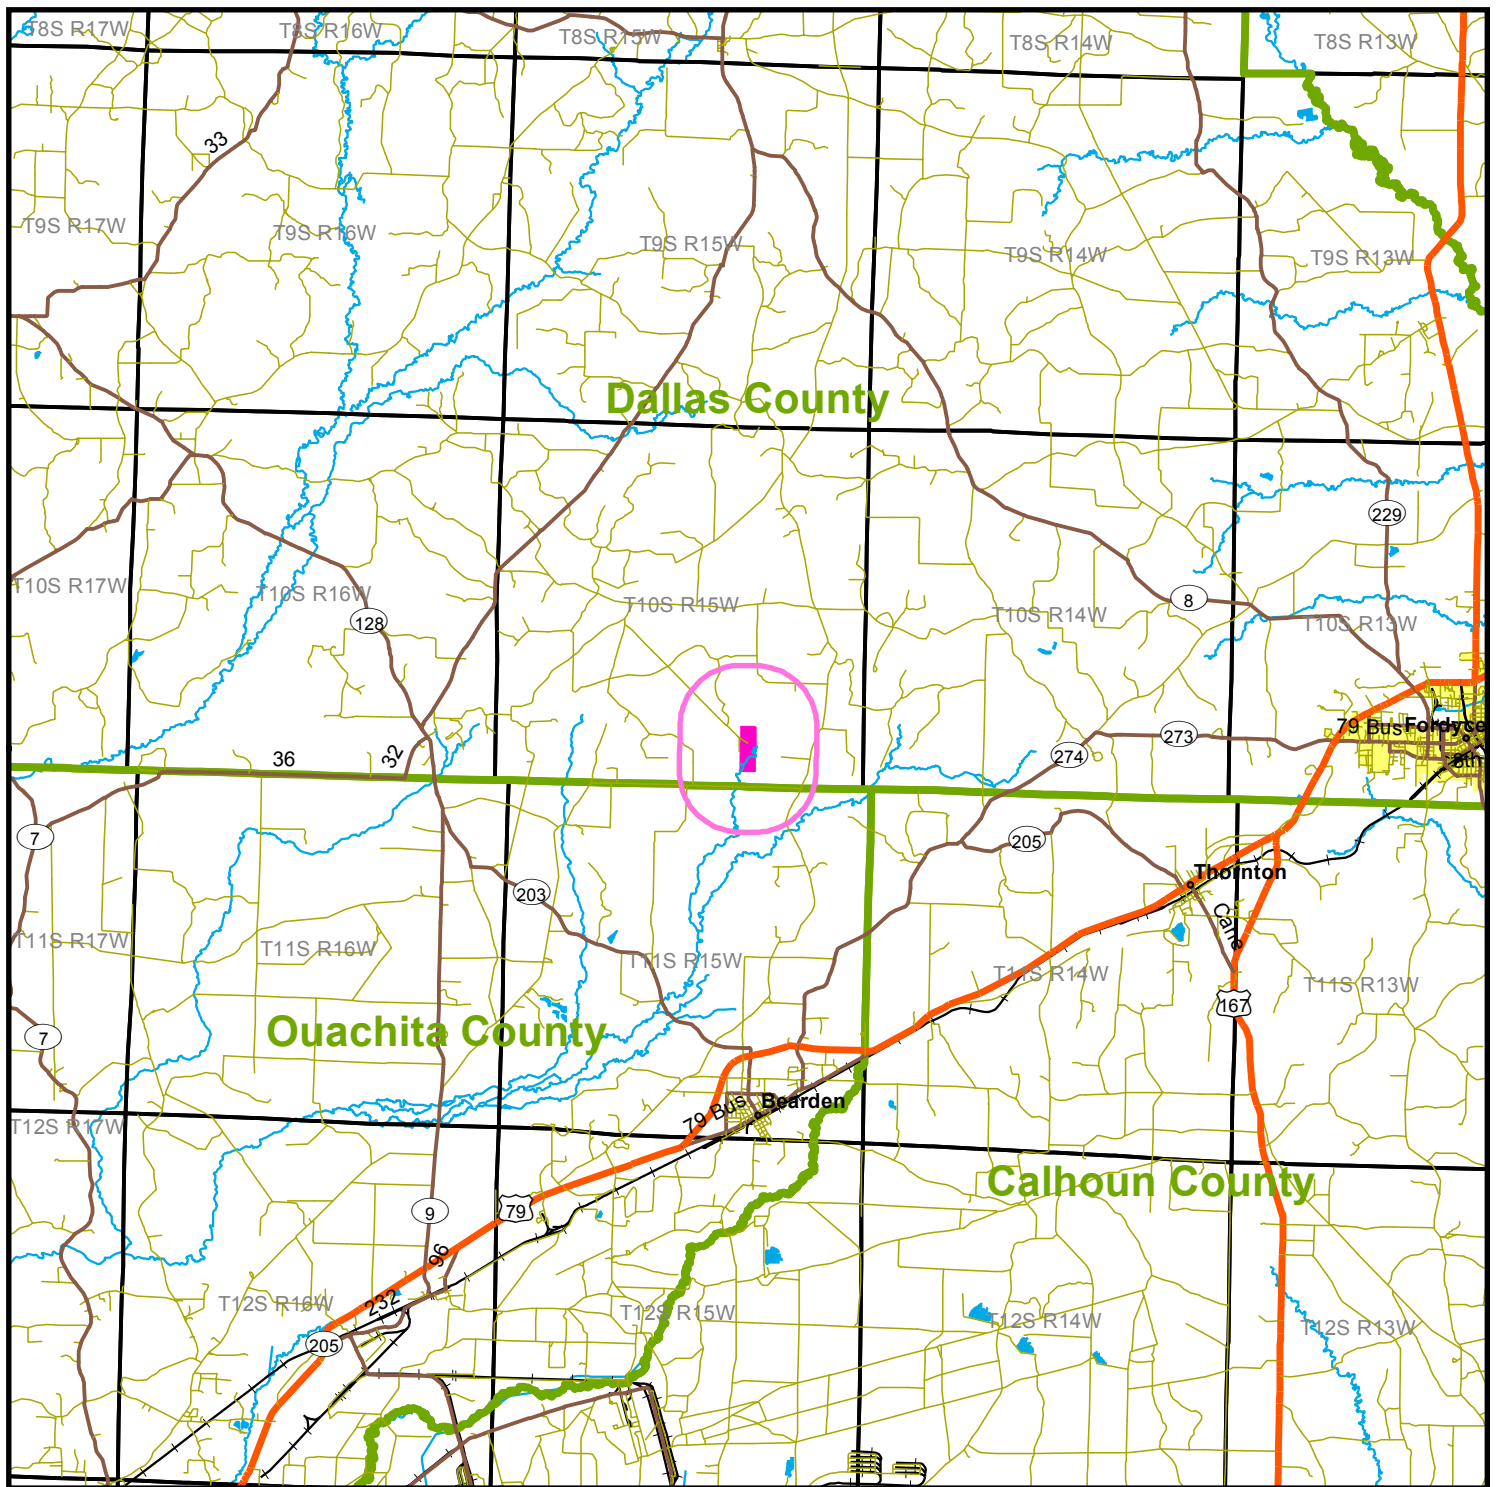 T8S R17W
T8S R16W
T8S R15W
T8S R14W
T8S R13W
33
T9S R17W
T9S R16W
T9S R15W
T9S R14W
T9S R13W
Dallas County
229
T10S R17W
T10S R16W
T10S R15W
T10S R14W
T10S R13W
128
8
36
32
274
273
79 Bus
Fordyce
8th
7
203
205
Thornton
Cane
T11S R17W
T11S R16W
T11S R15W
T11S R14W
T11S R13W
167
7
Ouachita County
79 Bus
Bearden
T12S R17W
Calhoun County
9
79
96
232
T12S R16W
T12S R15W
T12S R14W
T12S R13W
205